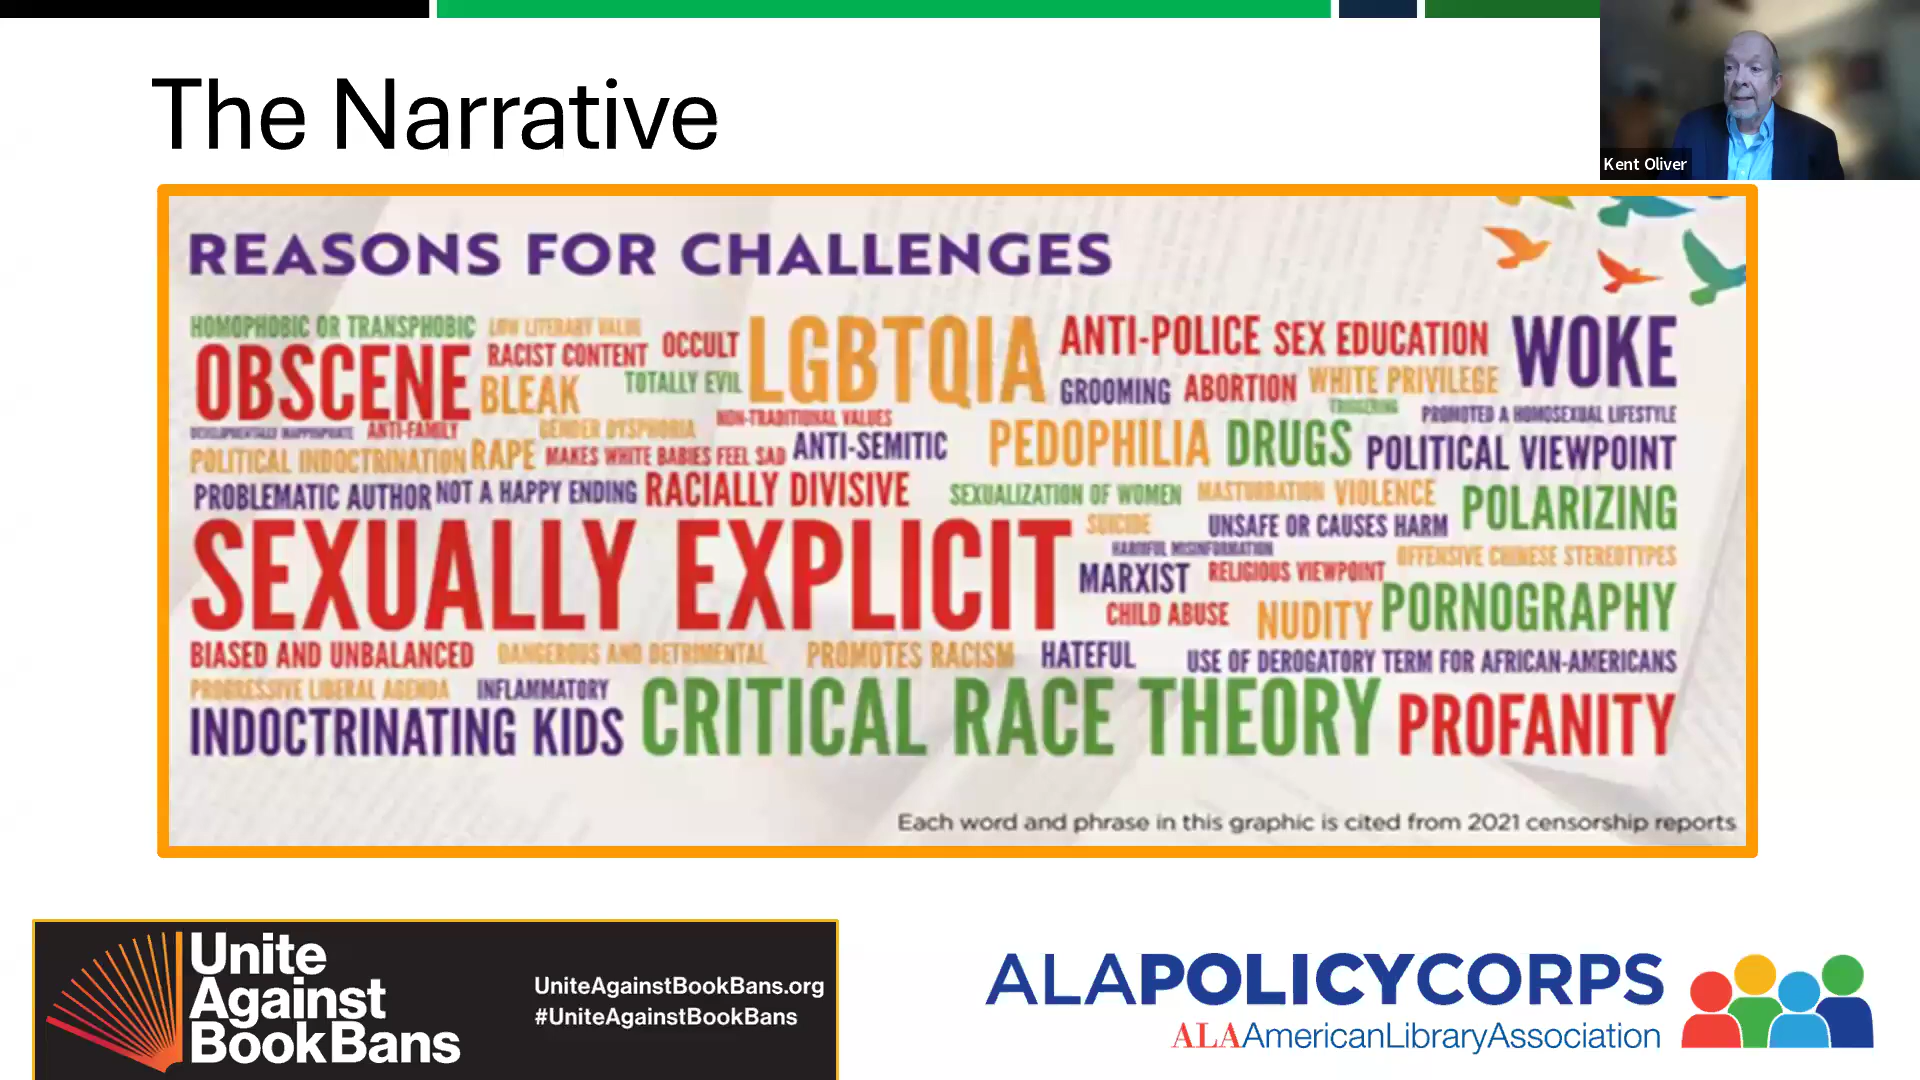 The Narrative
Kent Oliver
REASONS FOR CHALLENGES
HOMOPHOBIC OR TRANSPHOBIC
LOW LITERARY VALUE
OBSCENE
RACIST CONTENT
OCCULT
BLEAK
TOTALLY EVIL
LGBTQIA
ANTI-POLICE
SEX EDUCATION
WOKE
GROOMING
ABORTION
WHITE PRIVILEGE
TRIGGERING
PROMOTED A HOMOSEXUAL LIFESTYLE
DEVELOPMENTALLY INAPPROPRIATE
ANTI-FAMILY
GENDER DYSPHORIA
NON-TRADITIONAL VALUES
POLITICAL INDOCTRINATION
RAPE
MAKES WHITE BABIES FEEL SAD
ANTI-SEMITIC
PEDOPHILIA
DRUGS
POLITICAL VIEWPOINT
PROBLEMATIC AUTHOR
NOT A HAPPY ENDING
RACIALLY DIVISIVE
SEXUALIZATION OF WOMEN
MASTURBATION
VIOLENCE
POLARIZING
SEXUALLY EXPLICIT
SUICIDE
UNSAFE OR CAUSES HARM
HARMFUL MISINFORMATION
OFFENSIVE CHINESE STEREOTYPES
MARXIST
RELIGIOUS VIEWPOINT
CHILD ABUSE
NUDITY
PORNOGRAPHY
BIASED AND UNBALANCED
DANGEROUS AND DETRIMENTAL
PROMOTES RACISM
HATEFUL
USE OF DEROGATORY TERM FOR AFRICAN-AMERICANS
PROGRESSIVE LIBERAL AGENDA
INFLAMMATORY
INDOCTRINATING KIDS
CRITICAL RACE THEORY
PROFANITY
Each word and phrase in this graphic is cited from 2021 censorship reports
Unite
Against
Book Bans
UniteAgainstBookBans.org
#UniteAgainstBookBans
ALAPOLICYCORPS
ALAAmericanLibraryAssociation